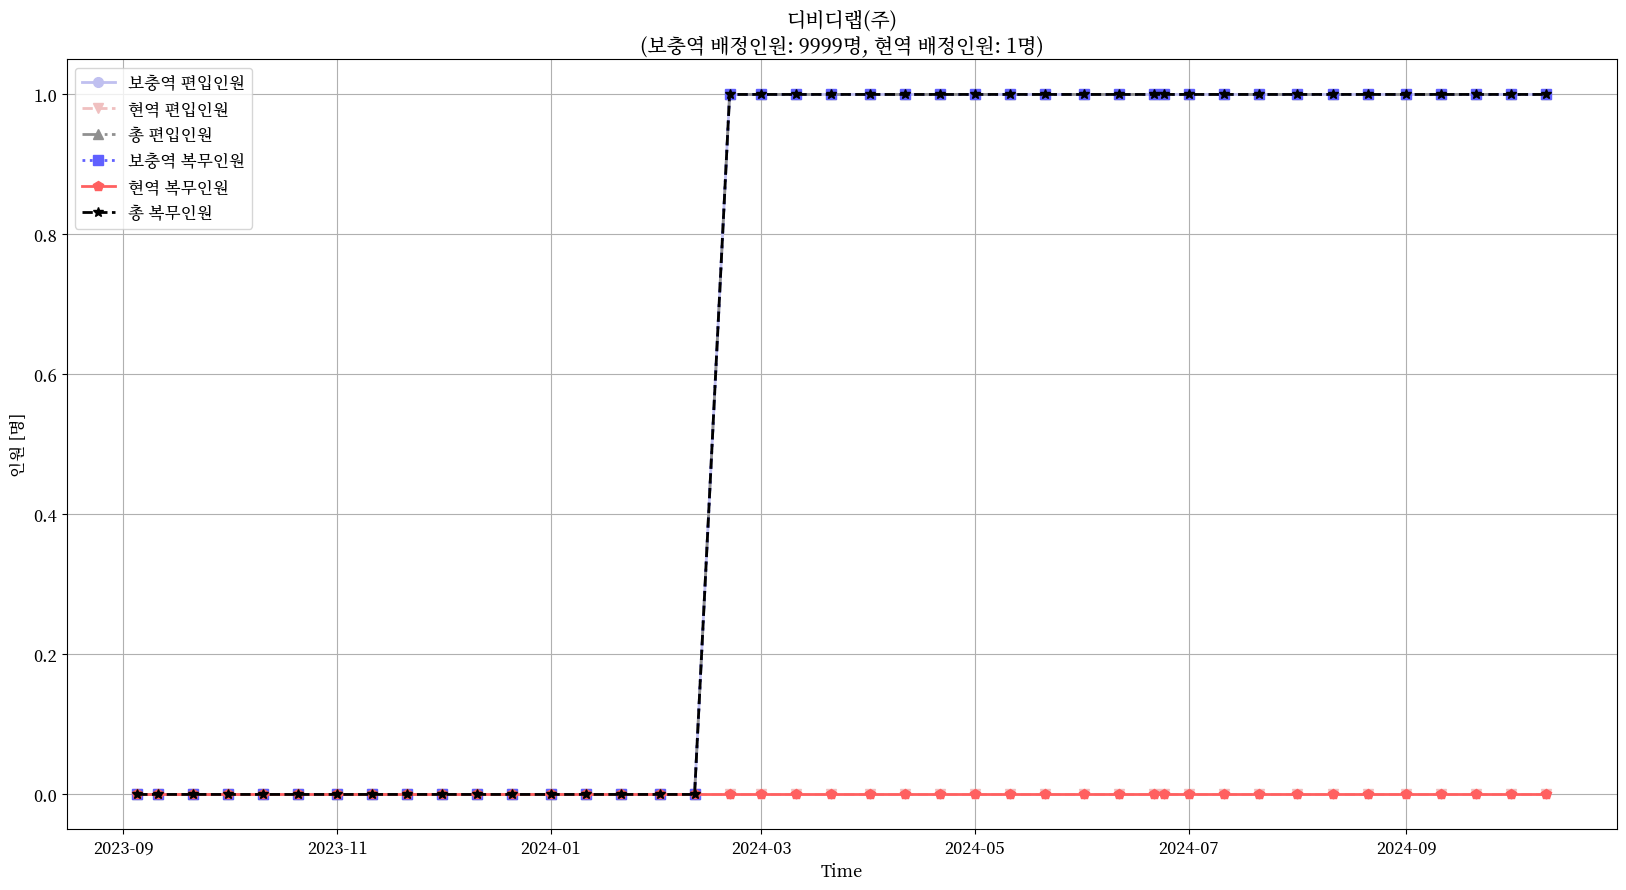 디비디랩(주)
(보충역 배정인원: 9999명, 현역 배정인원: 1명)
보충역 편입인원
현역 편입인원
총 편입인원
보충역 복무인원
현역 복무인원
총 복무인원
1.0
0.8
0.6
0.4
0.2
0.0
인원 [명]
2023-09
2023-11
2024-01
2024-03
2024-05
2024-07
2024-09
Time